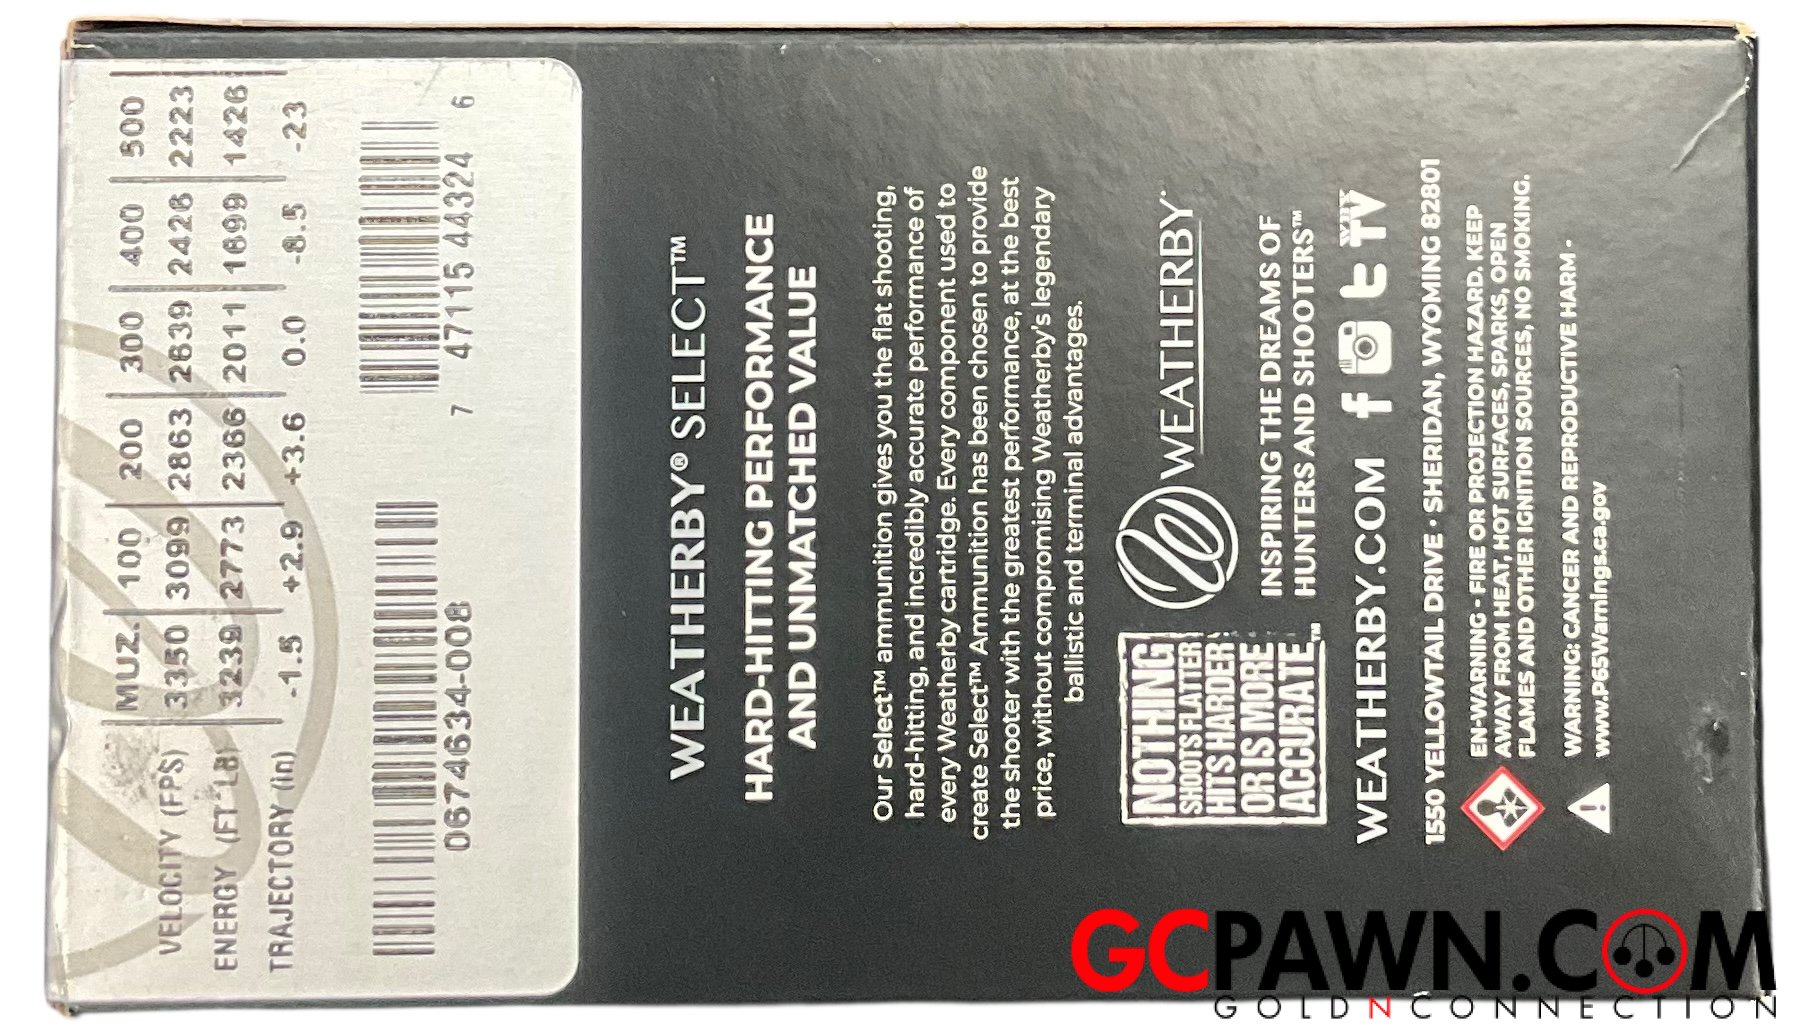 MUZ. 100 200 300 400 500
VELOCITY (FPS) 3350 3099 2863 2639 2426 2223
ENERGY (FT LB) 3239 2773 2366 2011 1699 1426
TRAJECTORY (in) -1.5 +2.9 +3.6 0.0 -8.5 -23
7 47115 44324 6
0674634-008
WEATHERBY® SELECT™
HARD-HITTING PERFORMANCE
AND UNMATCHED VALUE
Our Select™ ammunition gives you the flat shooting,
hard-hitting, and incredibly accurate performance of
every Weatherby cartridge. Every component used to
create Select™ Ammunition has been chosen to provide
the shooter with the greatest performance, at the best
price, without compromising Weatherby's legendary
ballistic and terminal advantages.
NOTHING
SHOOTS FLATTER
HITS HARDER
OR IS MORE
ACCURATE™
WEATHERBY
INSPIRING THE DREAMS OF
HUNTERS AND SHOOTERS™
WEATHERBY.COM f t WBY TV
1550 YELLOWTAIL DRIVE · SHERIDAN, WYOMING 82801
EN-WARNING - FIRE OR PROJECTION HAZARD. KEEP
AWAY FROM HEAT, HOT SURFACES, SPARKS, OPEN
FLAMES AND OTHER IGNITION SOURCES, NO SMOKING.
WARNING: CANCER AND REPRODUCTIVE HARM -
www.P65Warnings.ca.gov
GCPAWN.COM
GOLD N CONNECTION